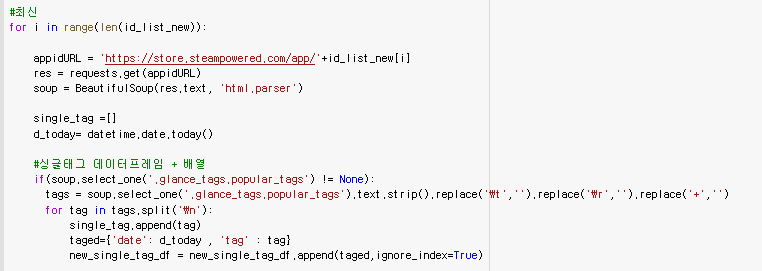 #최신
for i in range(len(id_list_new)):
appidURL = 'https://store.steampowered.com/app/'+id_list_new[i]
res = requests.get(appidURL)
soup = BeautifulSoup(res.text, 'html.parser')
single_tag =[]
d_today= datetime.date.today()
#싱글태그 데이터프레임 + 배열
if(soup.select_one('.glance_tags.popular_tags') != None):
tags = soup.select_one('.glance_tags.popular_tags').text.strip().replace('₩t','').replace('₩r','').replace('+','')
for tag in tags.split('₩n'):
single_tag.append(tag)
taged={'date': d_today , 'tag' : tag}
new_single_tag_df = new_single_tag_df.append(taged,ignore_index=True)